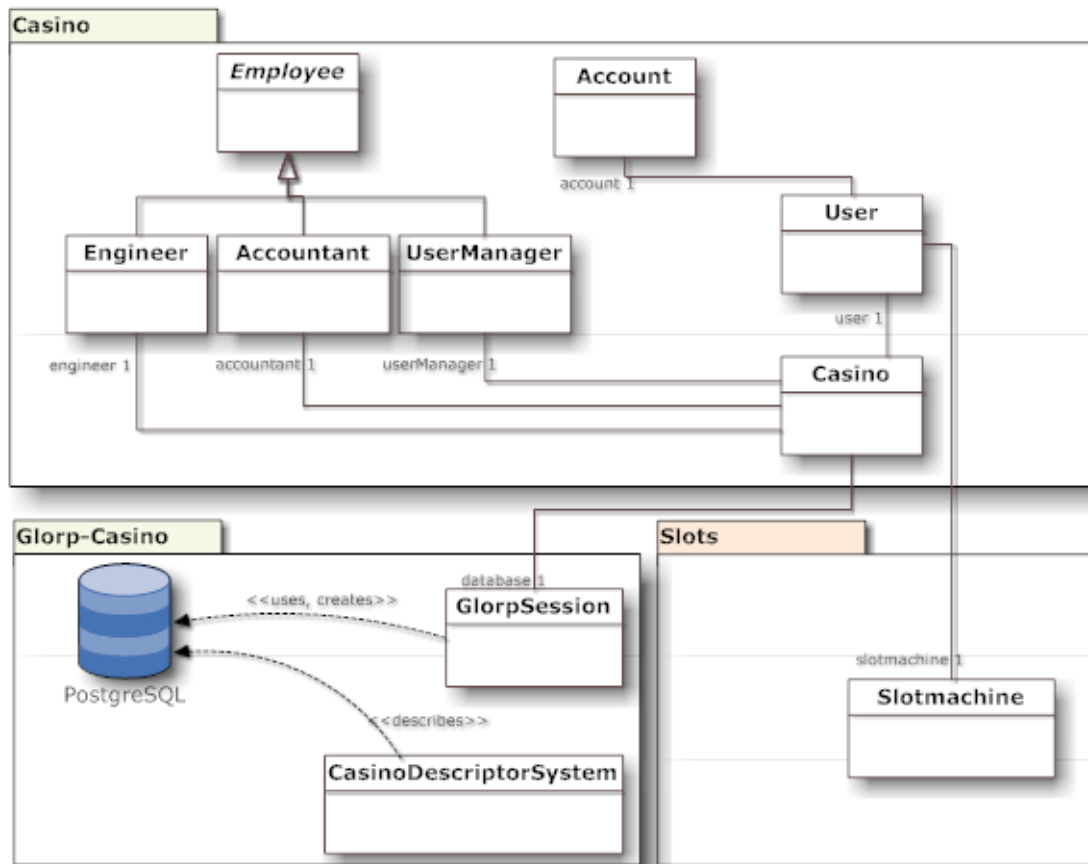 Casino
Employee
Account
account 1
User
Engineer
Accountant
UserManager
user 1
engineer 1
accountant 1
userManager 1
Casino
Glorp-Casino
Slots
database 1
<<uses, creates>>
GlorpSession
slotmachine 1
PostgreSQL
Slotmachine
<<describes>>
CasinoDescriptorSystem